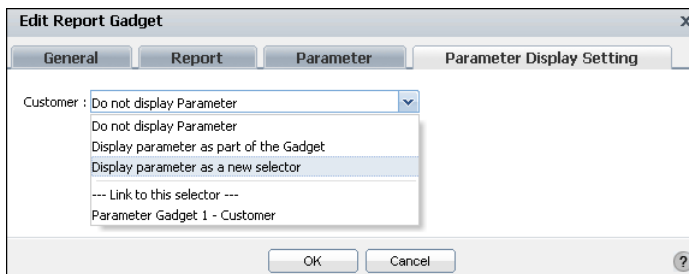 Edit Report Gadget x
General Report Parameter Parameter Display Setting
Customer : Do not display Parameter
Do not display Parameter
Display parameter as part of the Gadget
Display parameter as a new selector
--- Link to this selector ---
Parameter Gadget 1 - Customer
OK Cancel ?